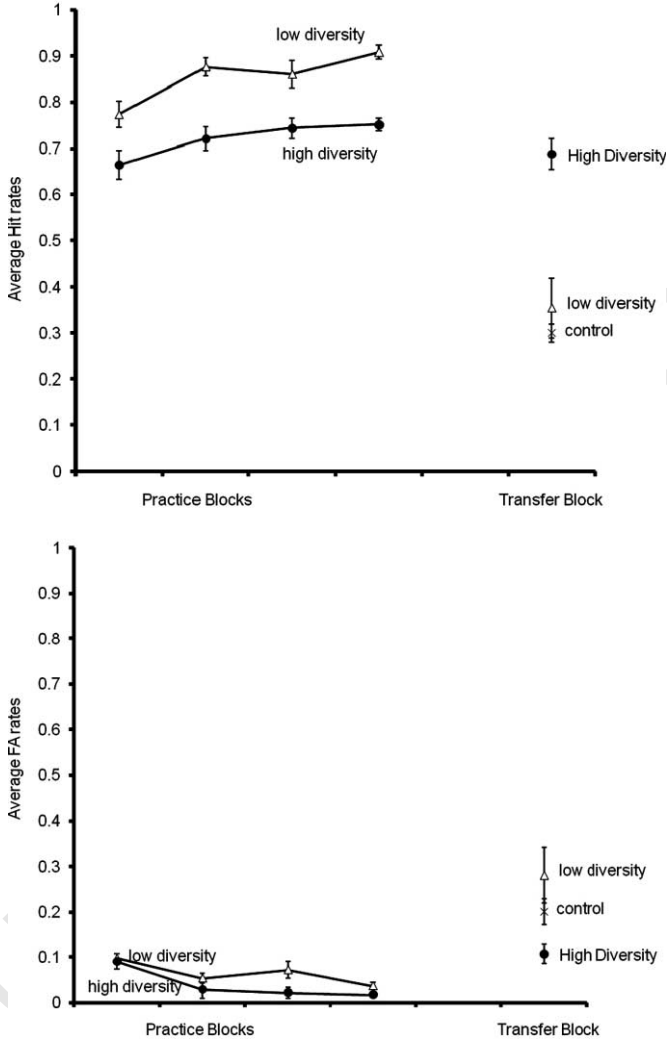 1
0.9
0.8
0.7
0.6
0.5
0.4
0.3
0.2
0.1
0
Average Hit rates
low diversity
high diversity
High Diversity
low diversity
control
Practice Blocks
Transfer Block
1
0.9
0.8
0.7
0.6
0.5
0.4
0.3
0.2
0.1
0
Average FA rates
low diversity
high diversity
low diversity
control
High Diversity
Practice Blocks
Transfer Block